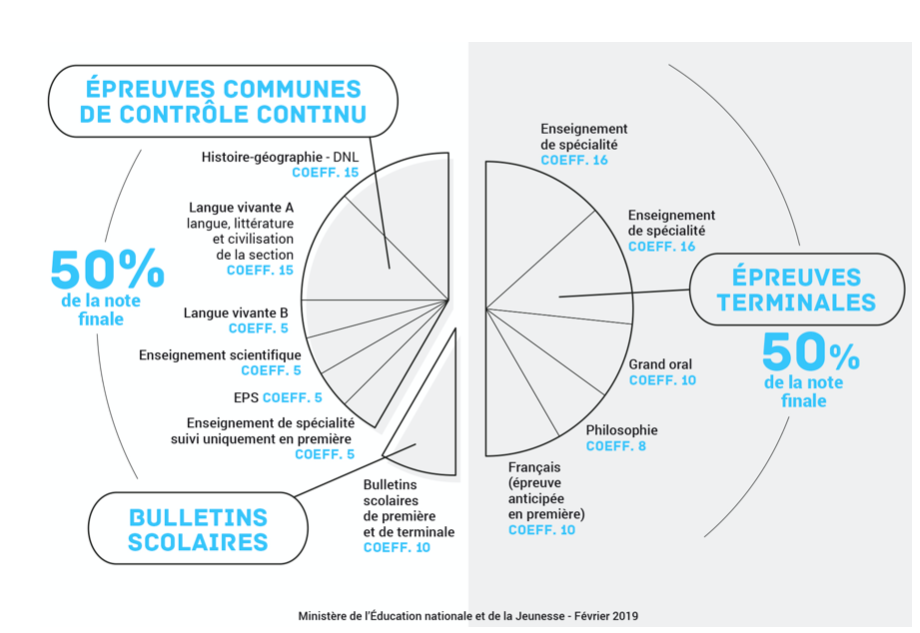 ÉPREUVES COMMUNES
DE CONTRÔLE CONTINU
Histoire-géographie - DNL
COEFF. 15
Langue vivante A
langue, littérature
et civilisation
de la section
COEFF. 15
50%
de la note
finale
Langue vivante B
COEFF. 5
Enseignement scientifique
COEFF. 5
EPS COEFF. 5
Enseignement de spécialité
suivi uniquement en première
COEFF. 5
BULLETINS
SCOLAIRES
Bulletins
scolaires
de première
et de terminale
COEFF. 10
Enseignement
de spécialité
COEFF. 16
Enseignement
de spécialité
COEFF. 16
ÉPREUVES
TERMINALES
50%
de la note
finale
Grand oral
COEFF. 10
Philosophie
COEFF. 8
Français
(épreuve
anticipée
en première)
COEFF. 10
Ministère de l'Éducation nationale et de la Jeunesse - Février 2019